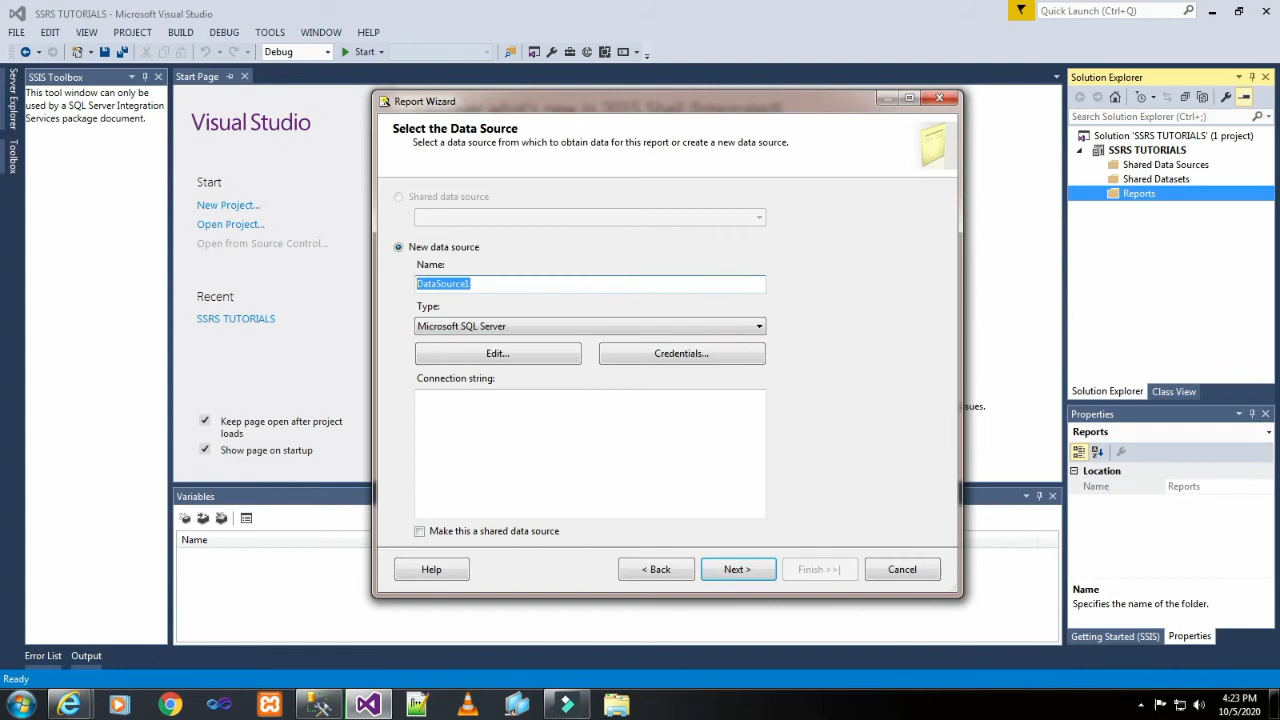 SSRS TUTORIALS - Microsoft Visual Studio
Quick Launch (Ctrl+Q)
FILE EDIT VIEW PROJECT BUILD DEBUG TOOLS WINDOW HELP
Debug
Start
Server Explorer
Toolbox
SSIS Toolbox
This tool window can only be
used by a SQL Server Integration
Services package document.
Start Page
Visual Studio
Start
New Project...
Open Project...
Open from Source Control...
Recent
SSRS TUTORIALS
Keep page open after project
loads
Show page on startup
Report Wizard
Select the Data Source
Select a data source from which to obtain data for this report or create a new data source.
Shared data source
New data source
Name:
DataSource1
Type:
Microsoft SQL Server
Edit...
Credentials...
Connection string:
Make this a shared data source
Help
< Back
Next >
Finish >>|
Cancel
sues.
Solution Explorer
Search Solution Explorer (Ctrl+;)
Solution 'SSRS TUTORIALS' (1 project)
SSRS TUTORIALS
Shared Data Sources
Shared Datasets
Reports
Solution Explorer
Class View
Properties
Reports
Location
Name
Reports
Name
Specifies the name of the folder.
Getting Started (SSIS)
Properties
Variables
Name
Error List
Output
Ready
4:23 PM
10/5/2020